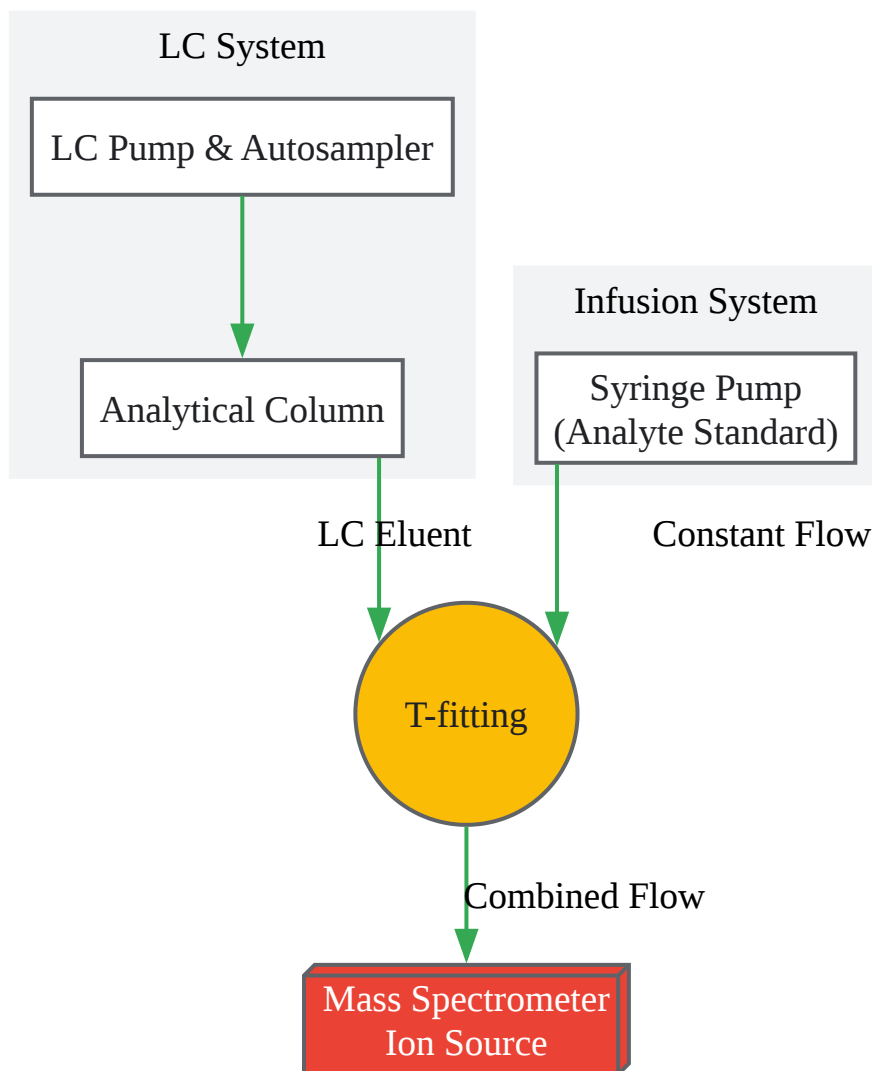 LC System
LC Pump & Autosampler
Infusion System
Syringe Pump
(Analyte Standard)
Analytical Column
LC Eluent
Constant Flow
T-fitting
Combined Flow
Mass Spectrometer
Ion Source